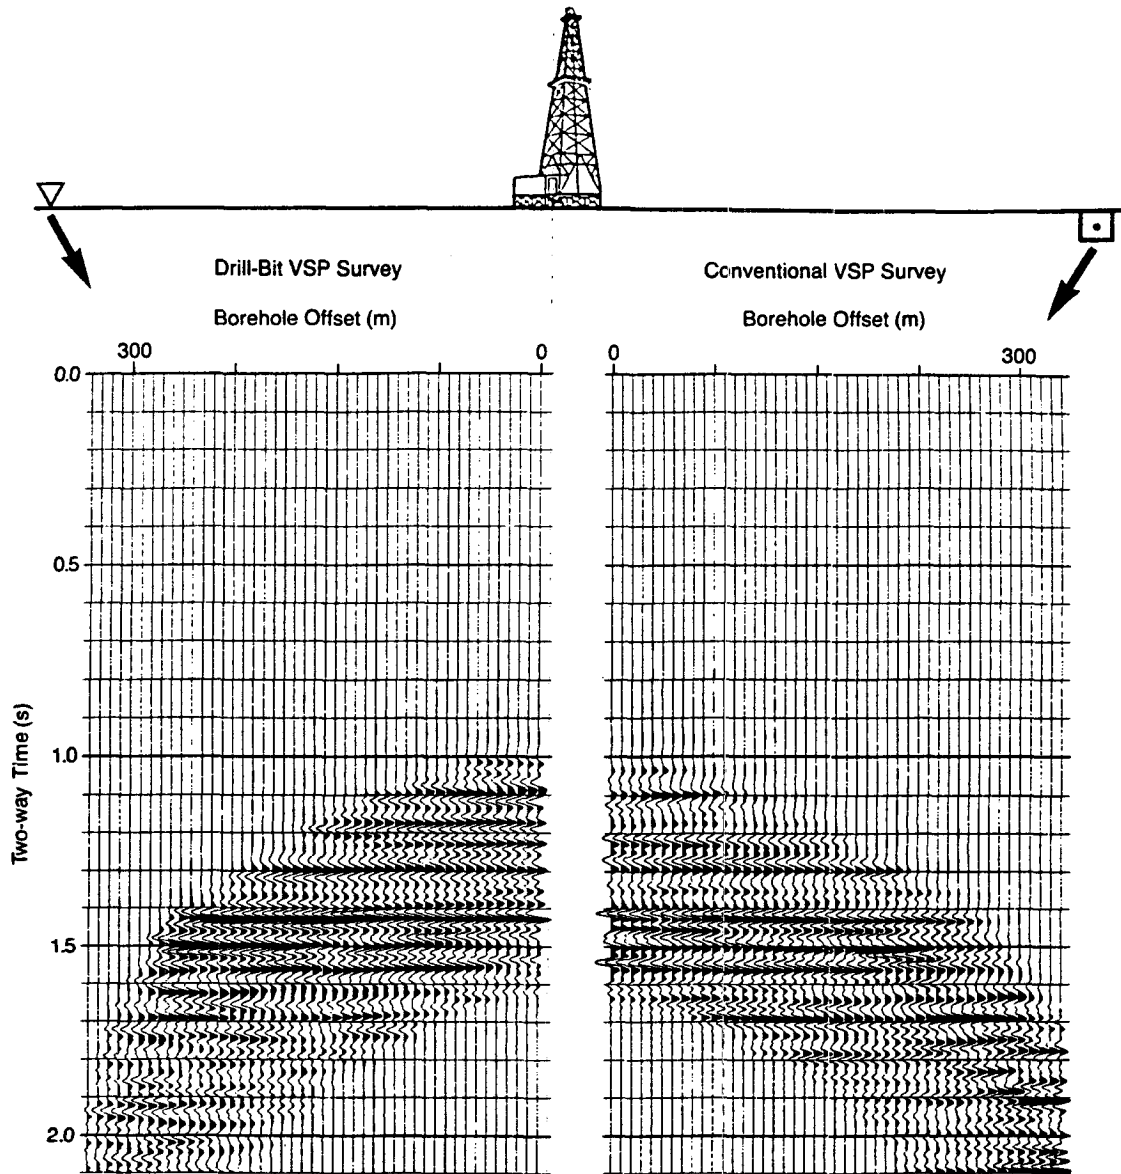 Drill-Bit VSP Survey
Conventional VSP Survey
Borehole Offset (m)
Borehole Offset (m)
300
0
0
300
0.0
0.5
1.0
1.5
2.0
Two-way Time (s)